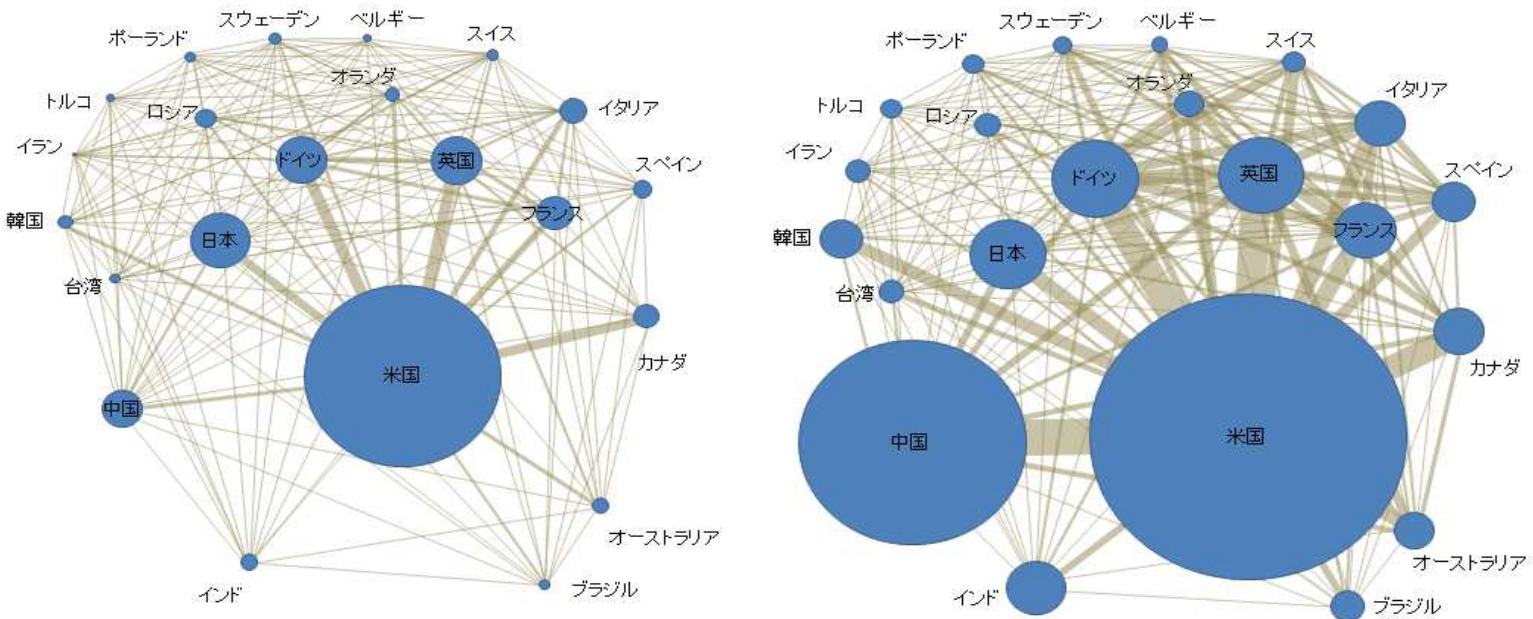 スウェーデン
ベルギー
ポーランド
スイス
オランダ
トルコ
ロシア
イタリア
イラン
ドイツ
英国
スペイン
韓国
日本
フランス
台湾
米国
カナダ
中国
オーストラリア
インド
ブラジル
スウェーデン
ベルギー
ポーランド
スイス
オランダ
トルコ
ロシア
イタリア
イラン
ドイツ
英国
スペイン
韓国
日本
フランス
台湾
カナダ
中国
米国
オーストラリア
インド
ブラジル